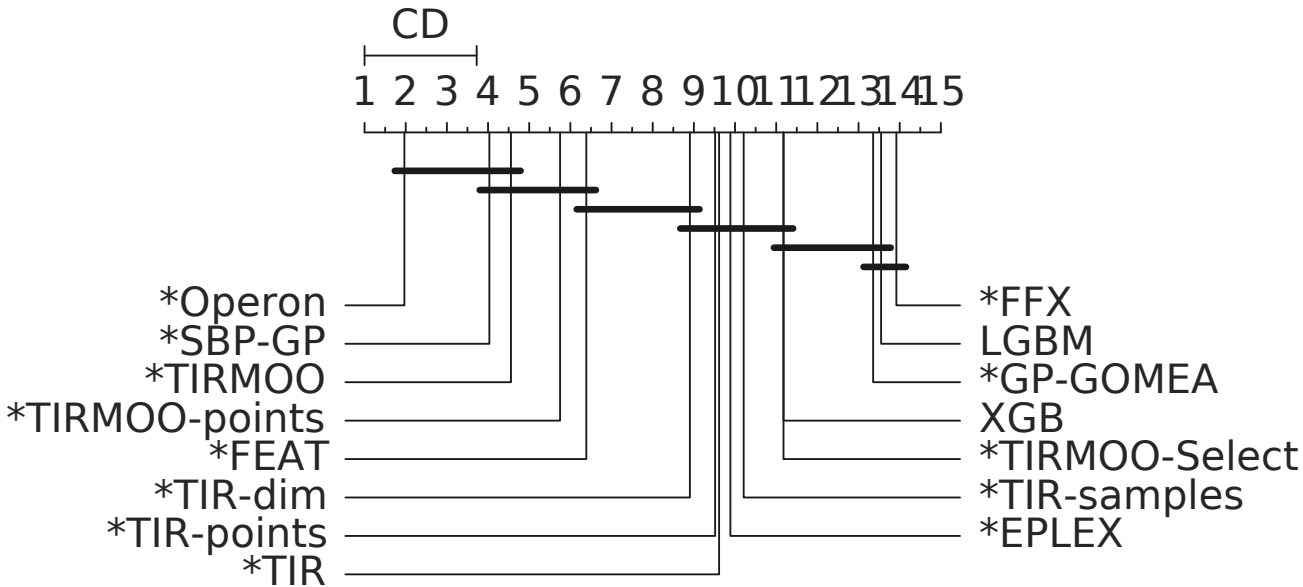 CD
1 2 3 4 5 6 7 8 9 10 11 12 13 14 15
*Operon
*SBP-GP
*TIRMOO
*TIRMOO-points
*FEAT
*TIR-dim
*TIR-points
*TIR
*FFX
LGBM
*GP-GOMEA
XGB
*TIRMOO-Select
*TIR-samples
*EPLEX